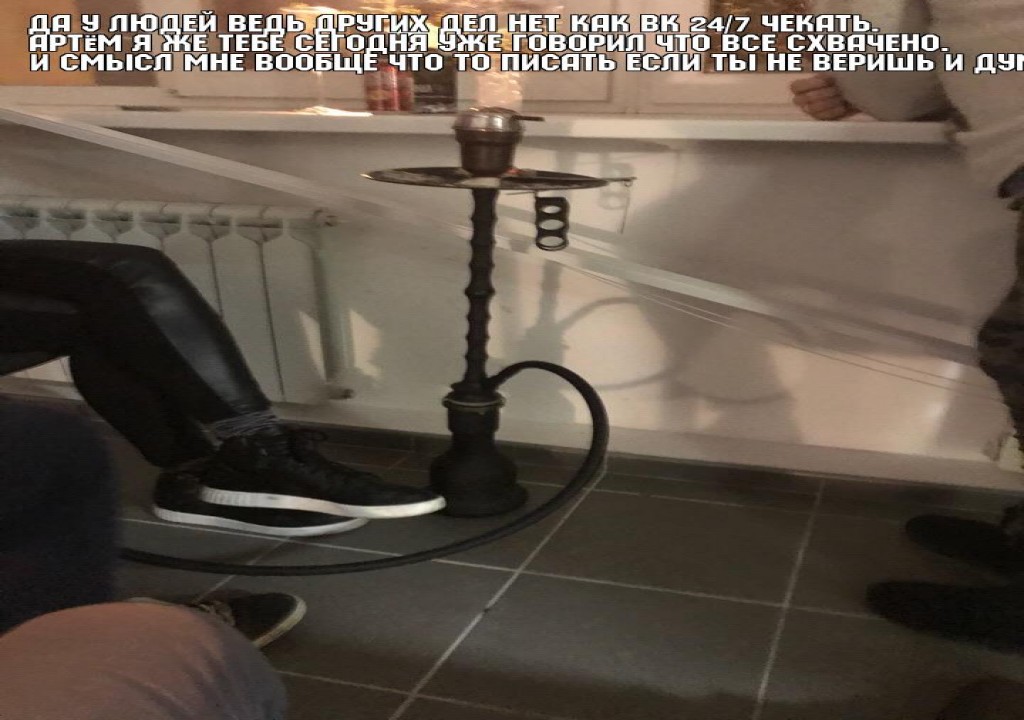 ДА У ЛЮДЕЙ ВЕДЬ ДРУГИХ ДЕЛ НЕТ КАК ВК 24/7 ЧЕКАТЬ.
АРТЁМ Я ЖЕ ТЕБЕ СЕГОДНЯ УЖЕ ГОВОРИЛ ЧТО ВСЕ СХВАЧЕНО.
И СМЫСЛ МНЕ ВООБЩЕ ЧТО ТО ПИСАТЬ ЕСЛИ ТЫ НЕ ВЕРИШЬ И